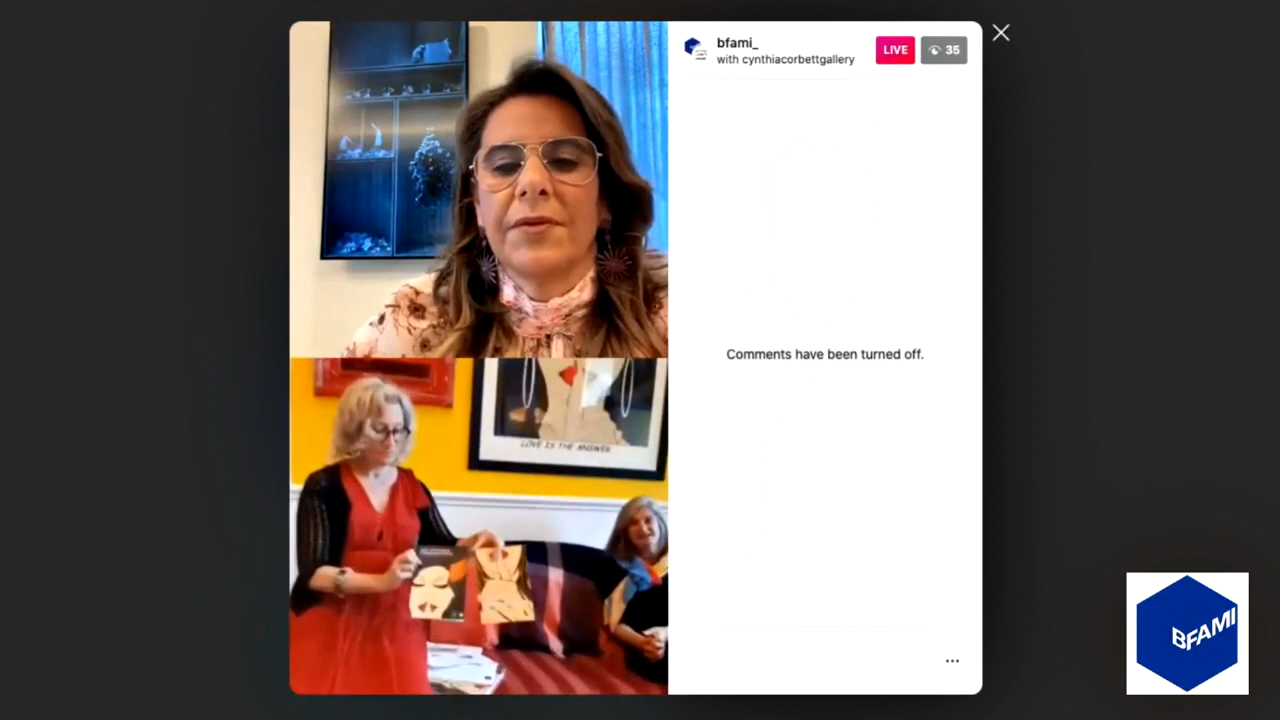 bfami_
with cynthiacorbettgallery
LIVE
35
Comments have been turned off.
LOVE IS THE ANSWER
BFAMI